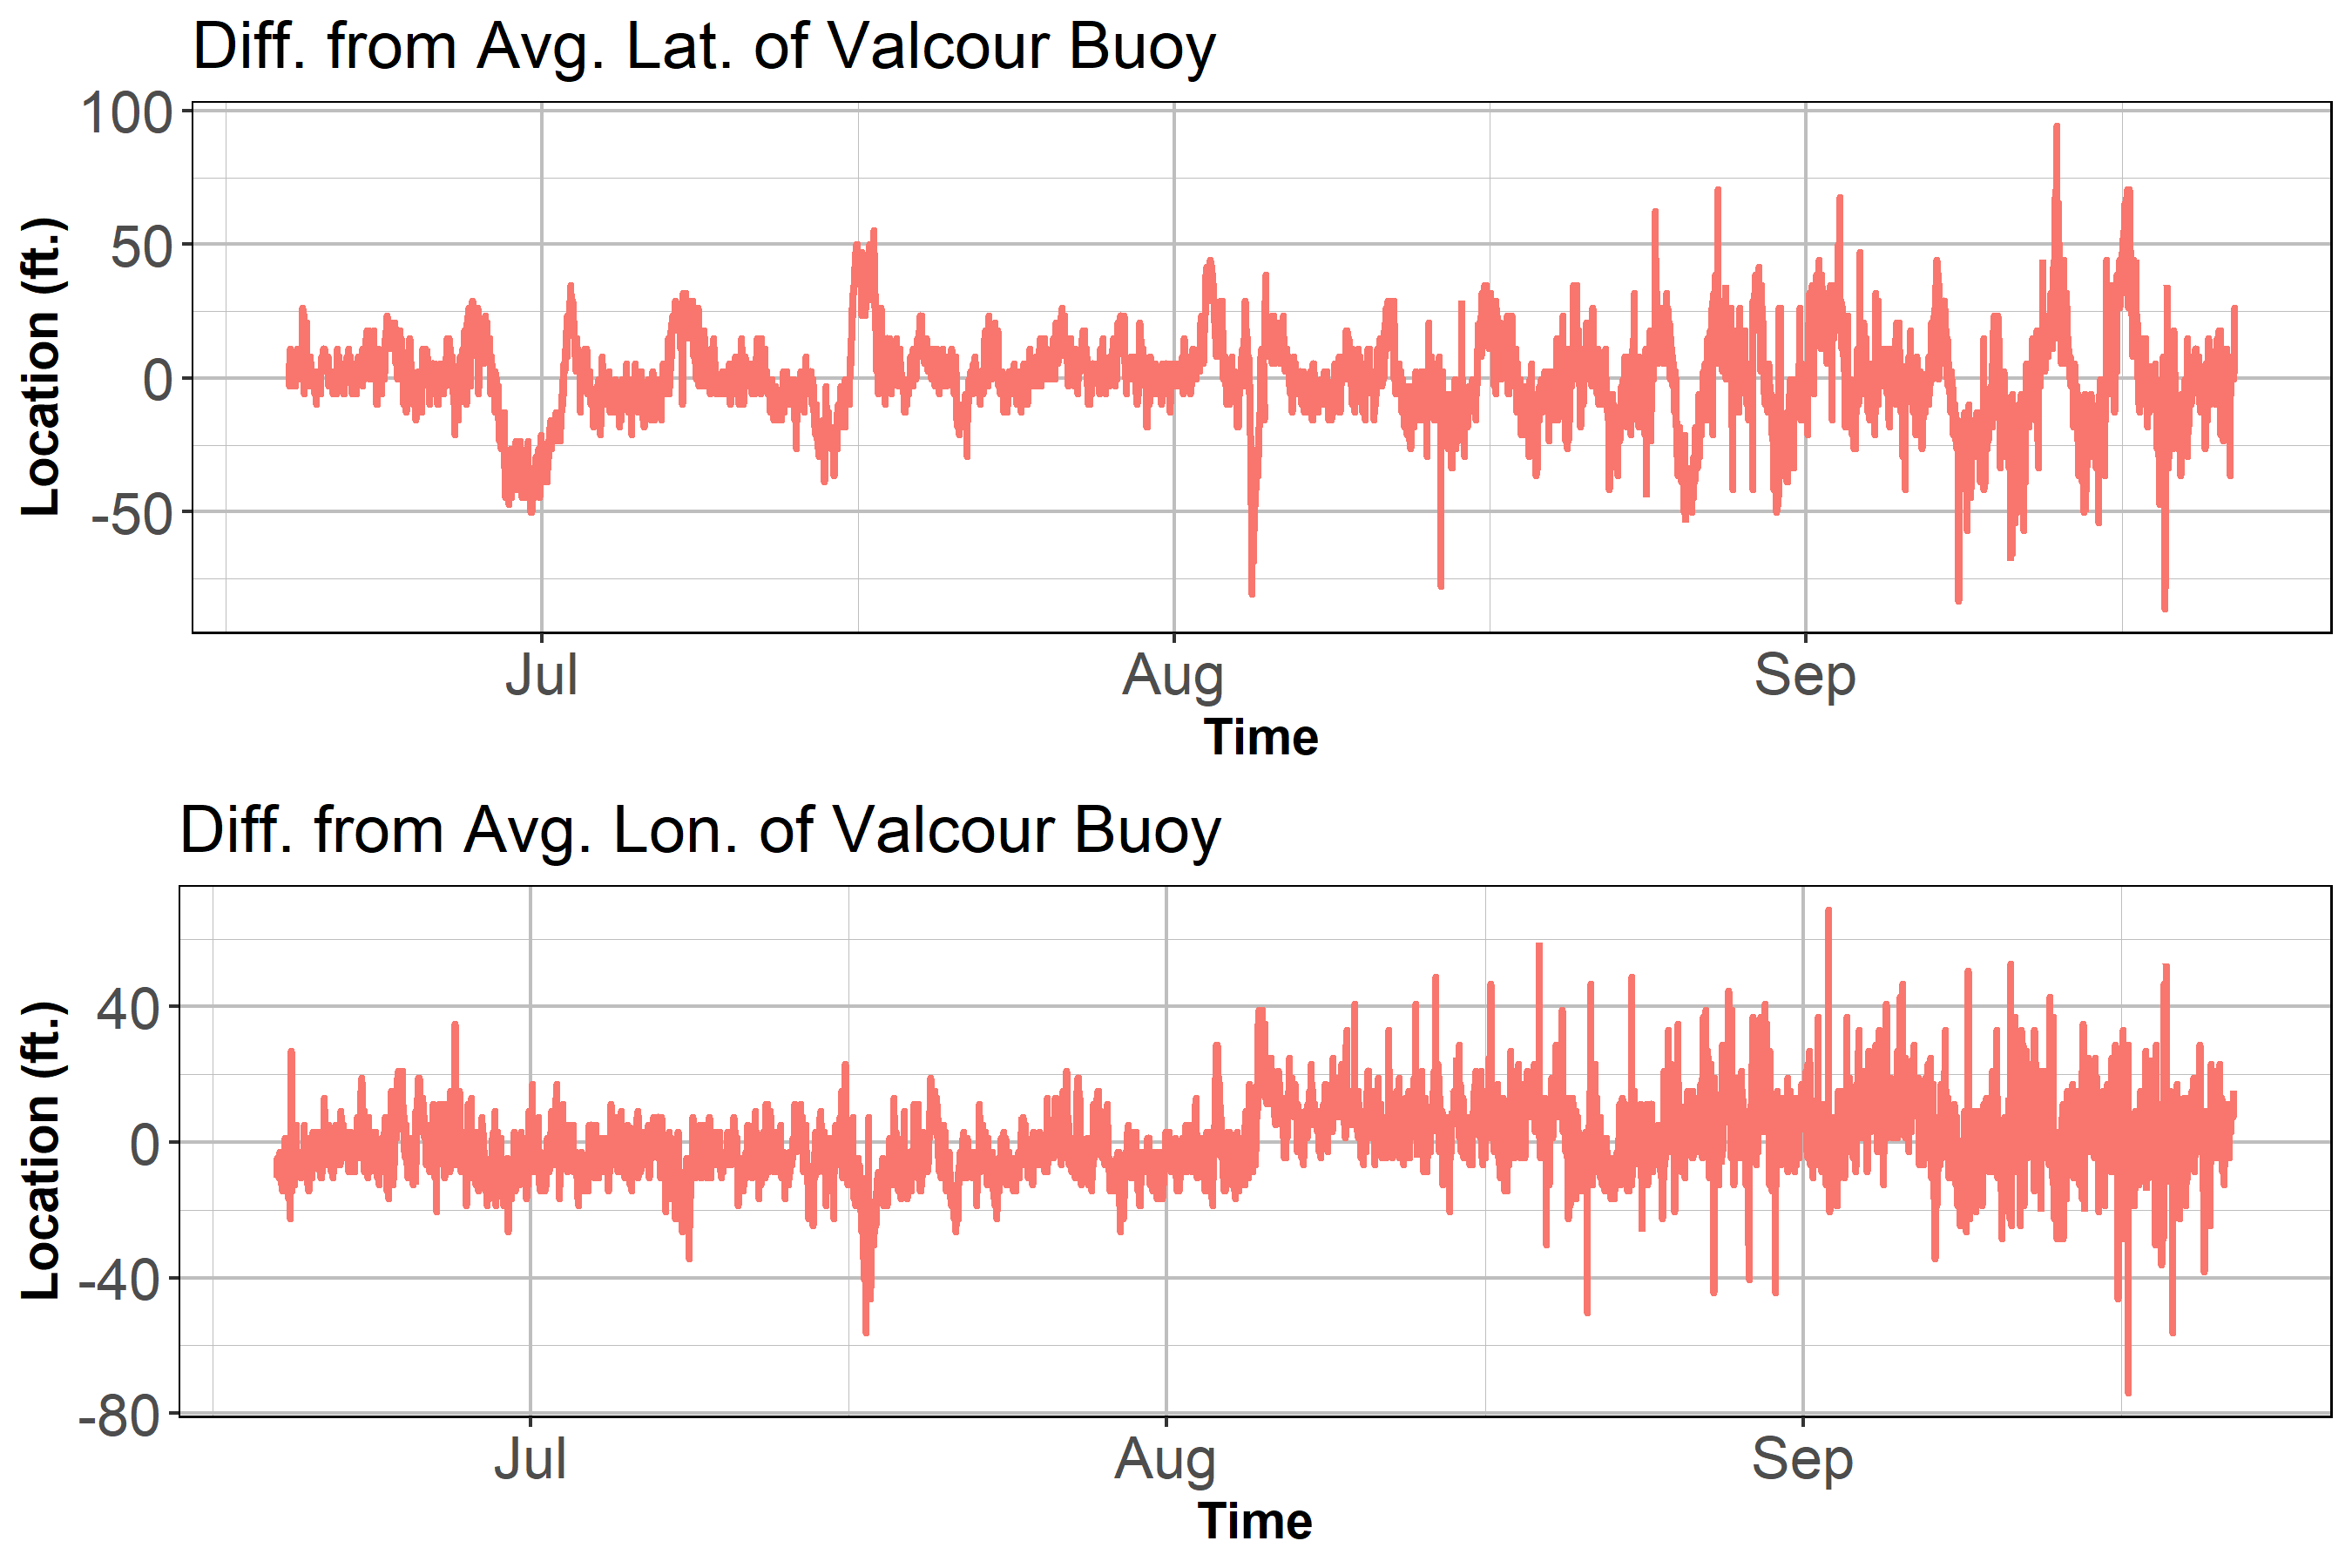 Diff. from Avg. Lat. of Valcour Buoy
100
50
0
-50
Location (ft.)
Jul Aug Sep
Time
Diff. from Avg. Lon. of Valcour Buoy
40
0
-40
-80
Location (ft.)
Jul Aug Sep
Time